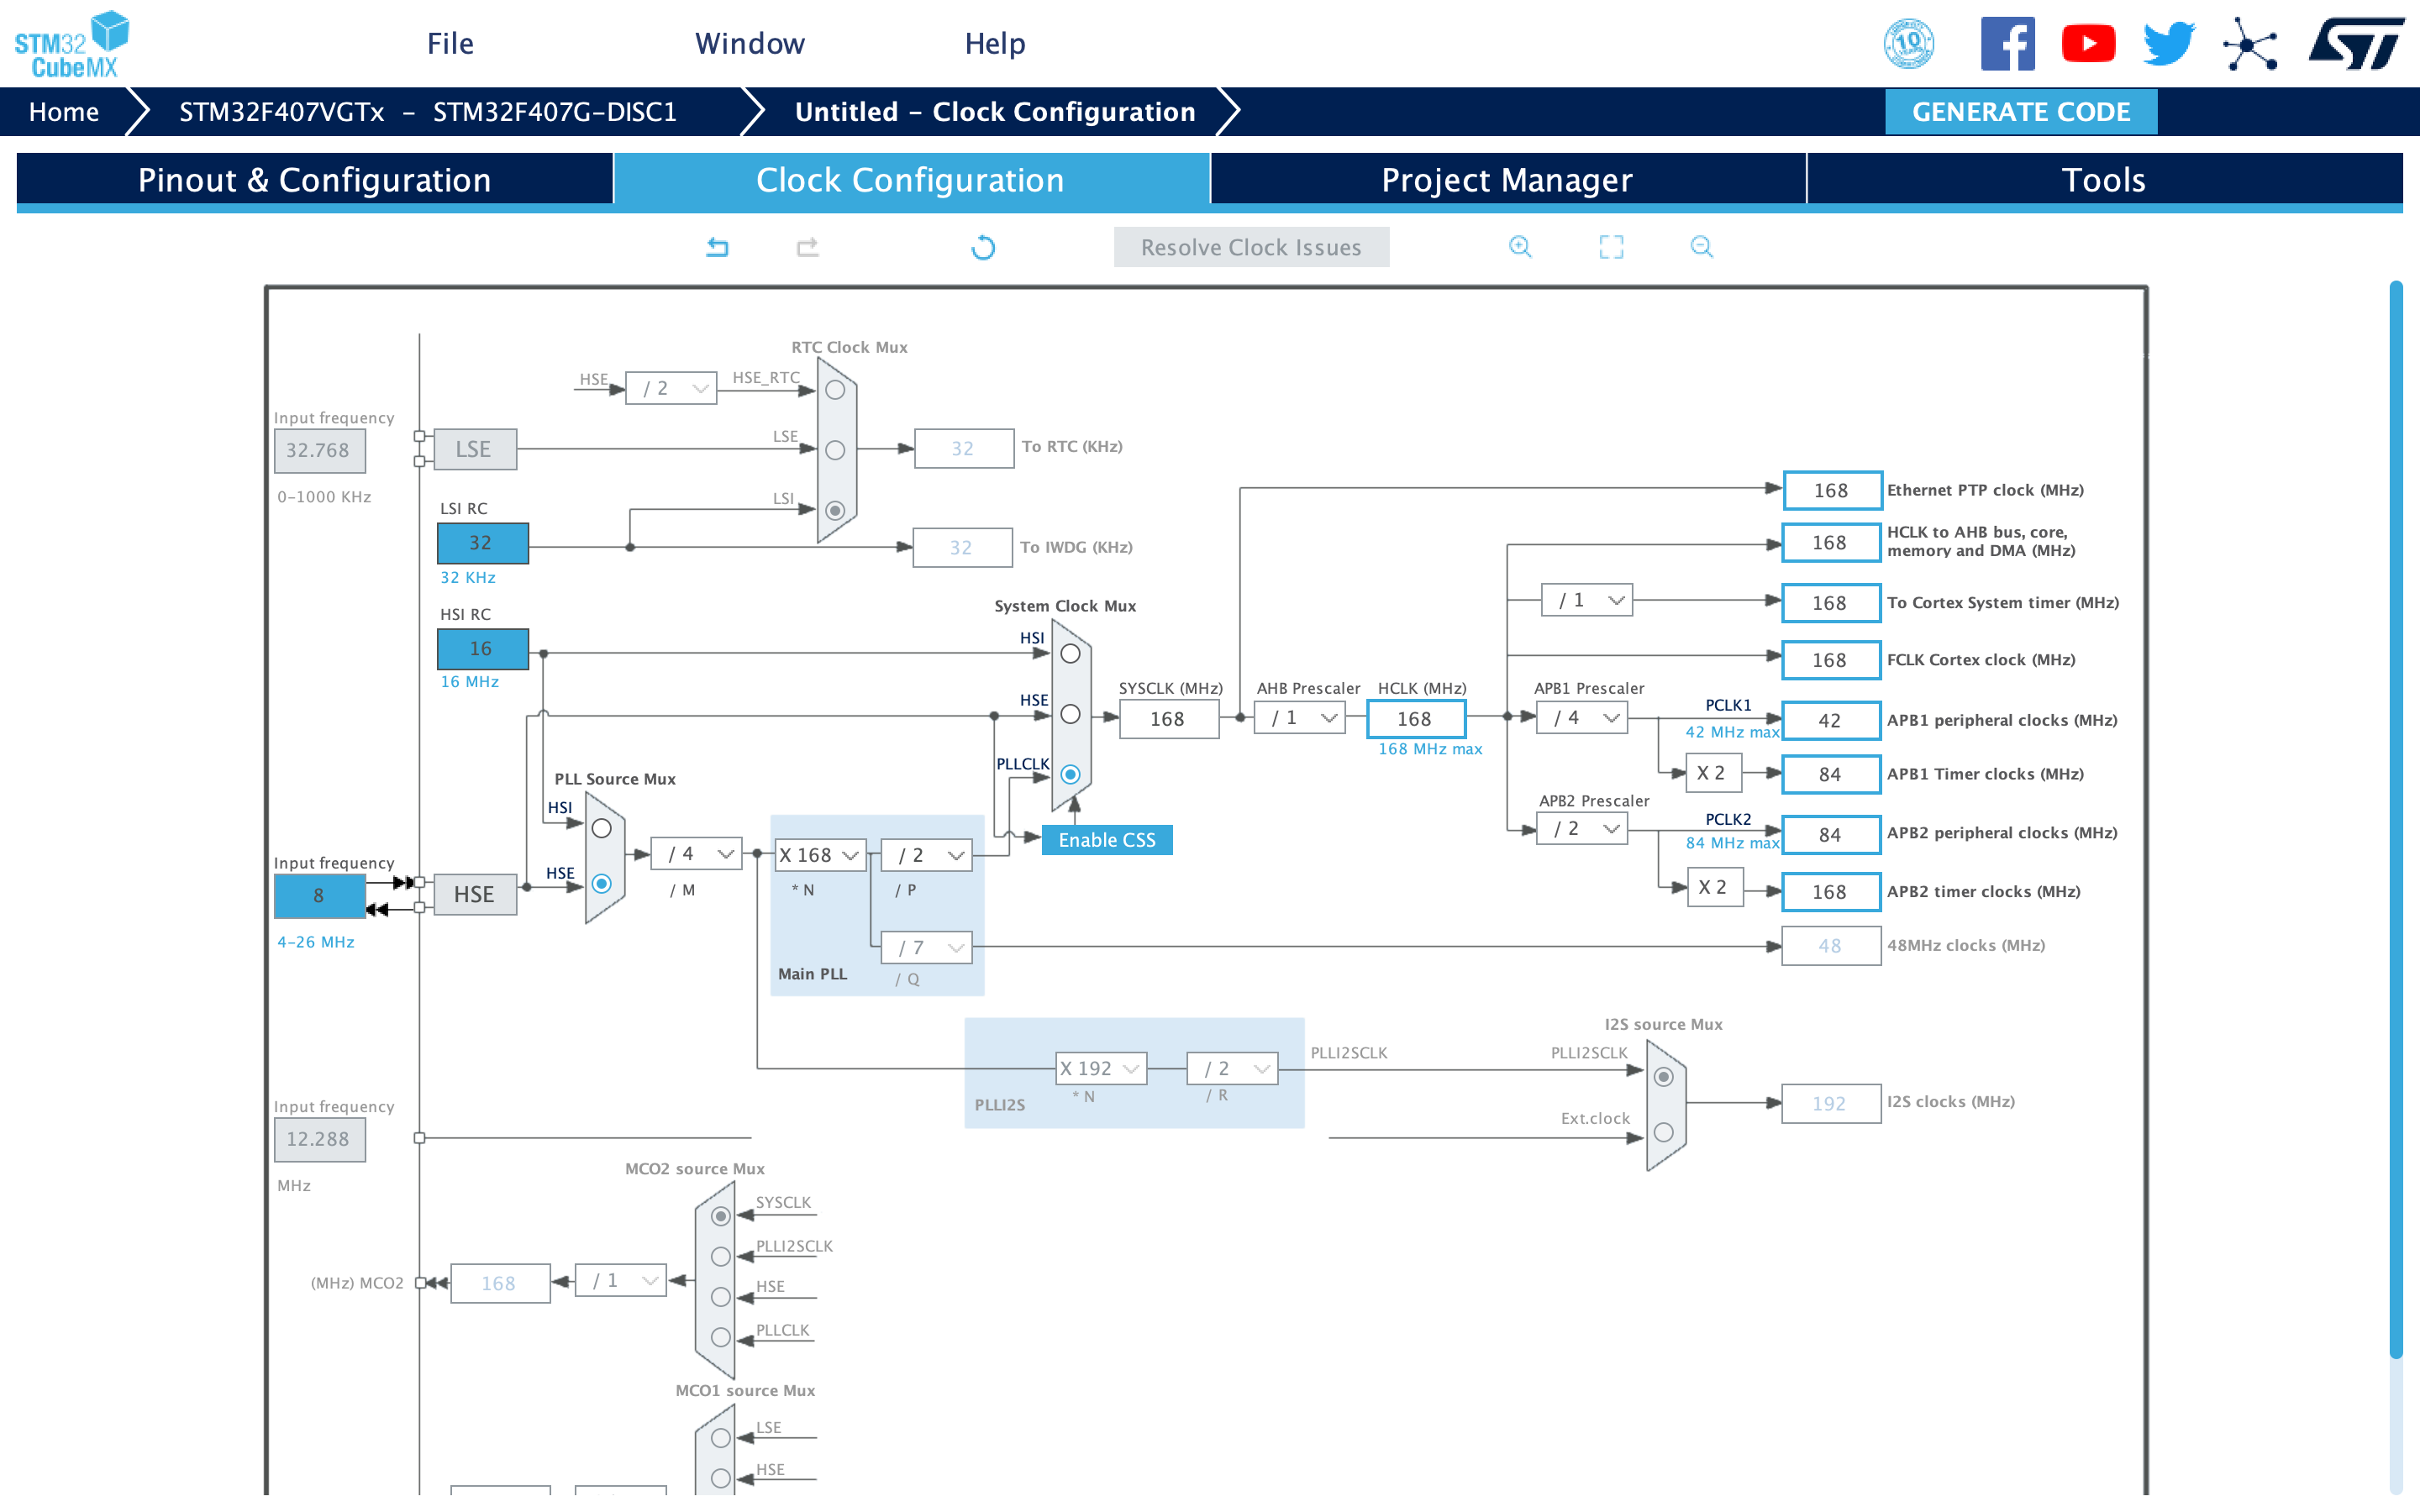 STM32
CubeMX
File
Window
Help
10
Home
STM32F407VGTx – STM32F407G-DISC1
Untitled – Clock Configuration
GENERATE CODE
Pinout & Configuration
Clock Configuration
Project Manager
Tools
Resolve Clock Issues
RTC Clock Mux
HSE
/ 2
HSE_RTC
Input frequency
32.768
0-1000 KHz
LSE
LSE
32
To RTC (KHz)
LSI
LSI RC
32
32 KHz
32
To IWDG (KHz)
168
Ethernet PTP clock (MHz)
168
HCLK to AHB bus, core,
memory and DMA (MHz)
/ 1
168
To Cortex System timer (MHz)
HSI RC
16
16 MHz
System Clock Mux
HSI
HSE
PLLCLK
168
FCLK Cortex clock (MHz)
SYSCLK (MHz)
168
AHB Prescaler
/ 1
HCLK (MHz)
168
168 MHz max
APB1 Prescaler
/ 4
PCLK1
42 MHz max
42
APB1 peripheral clocks (MHz)
X 2
84
APB1 Timer clocks (MHz)
APB2 Prescaler
/ 2
PCLK2
84 MHz max
84
APB2 peripheral clocks (MHz)
X 2
168
APB2 timer clocks (MHz)
PLL Source Mux
HSI
HSE
Enable CSS
Input frequency
8
4-26 MHz
HSE
/ 4
/ M
X 168
* N
/ 2
/ P
/ 7
/ Q
Main PLL
48
48MHz clocks (MHz)
X 192
* N
/ 2
/ R
PLLI2S
PLLI2SCLK
I2S source Mux
PLLI2SCLK
Ext.clock
192
I2S clocks (MHz)
Input frequency
12.288
MHz
MCO2 source Mux
SYSCLK
PLLI2SCLK
HSE
PLLCLK
(MHz) MCO2
168
/ 1
MCO1 source Mux
LSE
HSE